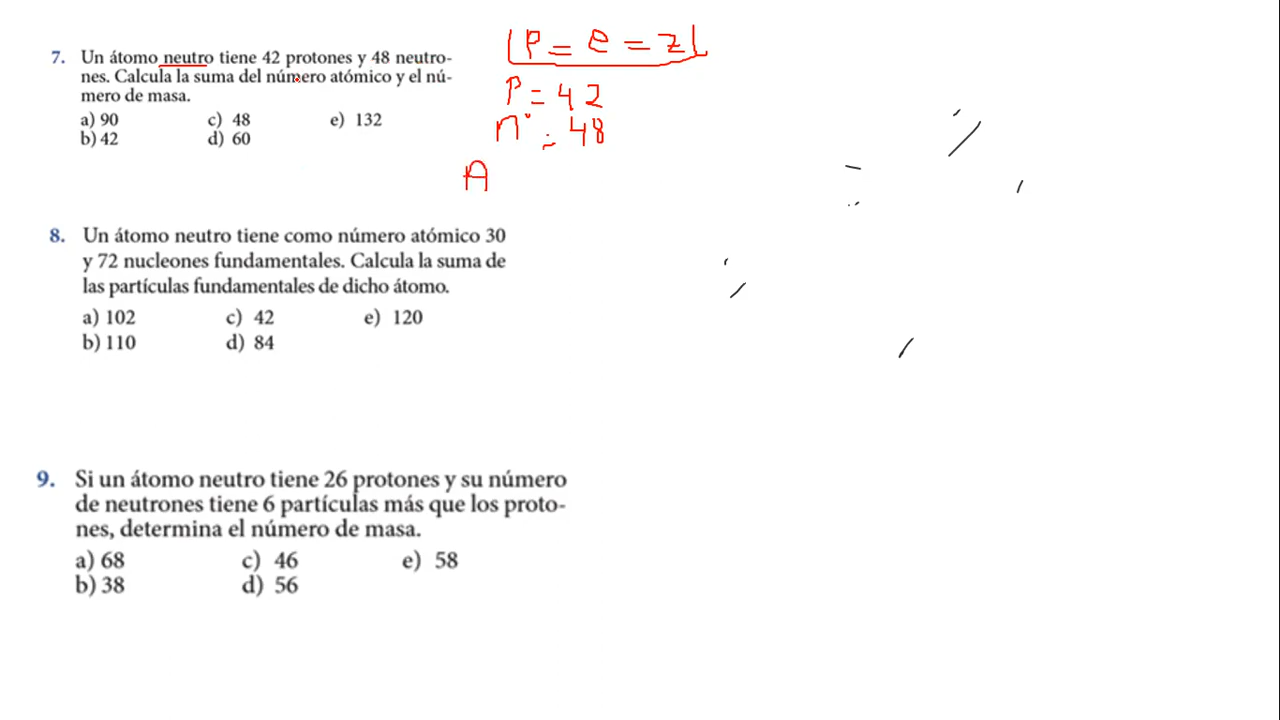 7. Un átomo neutro tiene 42 protones y 48 neutro-
nes. Calcula la suma del número atómico y el nú-
mero de masa.
a) 90 c) 48 e) 132
b) 42 d) 60
P = e = z
P = 42
n° = 48
A
8. Un átomo neutro tiene como número atómico 30
y 72 nucleones fundamentales. Calcula la suma de
las partículas fundamentales de dicho átomo.
a) 102 c) 42 e) 120
b) 110 d) 84
9. Si un átomo neutro tiene 26 protones y su número
de neutrones tiene 6 partículas más que los proto-
nes, determina el número de masa.
a) 68 c) 46 e) 58
b) 38 d) 56